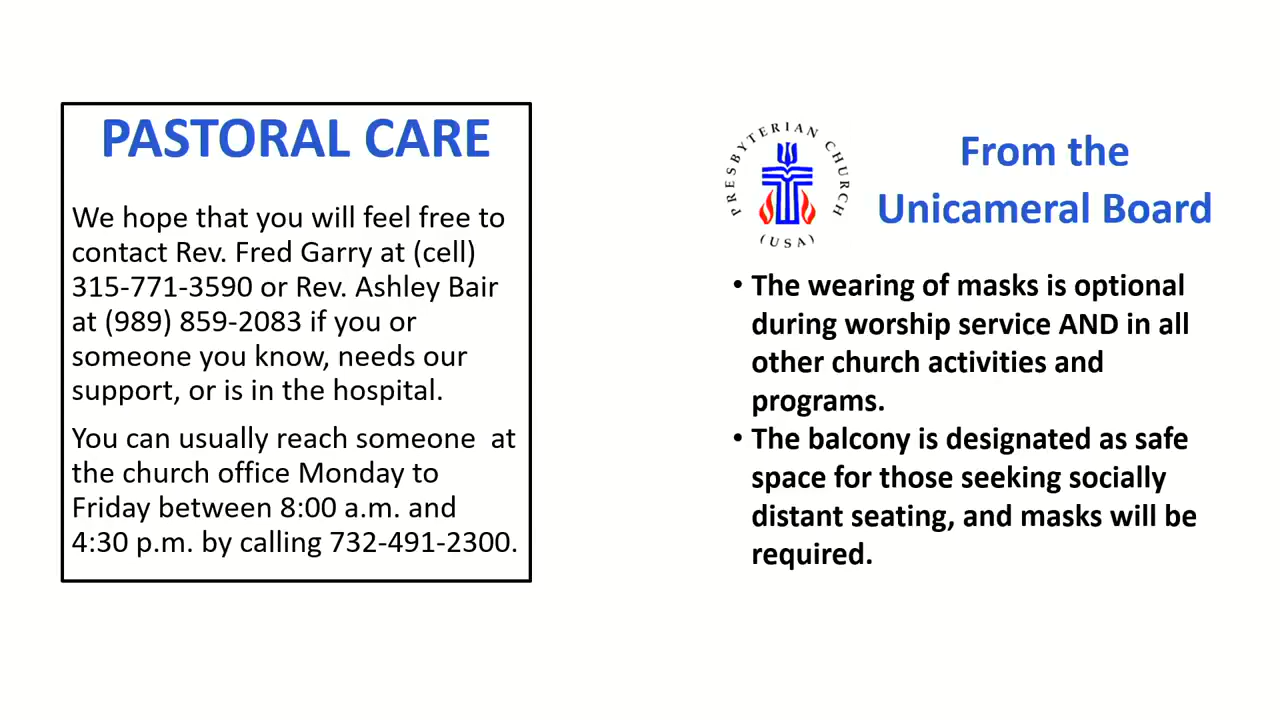 PASTORAL CARE
We hope that you will feel free to
contact Rev. Fred Garry at (cell)
315-771-3590 or Rev. Ashley Bair
at (989) 859-2083 if you or
someone you know, needs our
support, or is in the hospital.
You can usually reach someone  at
the church office Monday to
Friday between 8:00 a.m. and
4:30 p.m. by calling 732-491-2300.
PRESBYTERIAN CHURCH
(USA)
From the
Unicameral Board
• The wearing of masks is optional
during worship service AND in all
other church activities and
programs.
• The balcony is designated as safe
space for those seeking socially
distant seating, and masks will be
required.